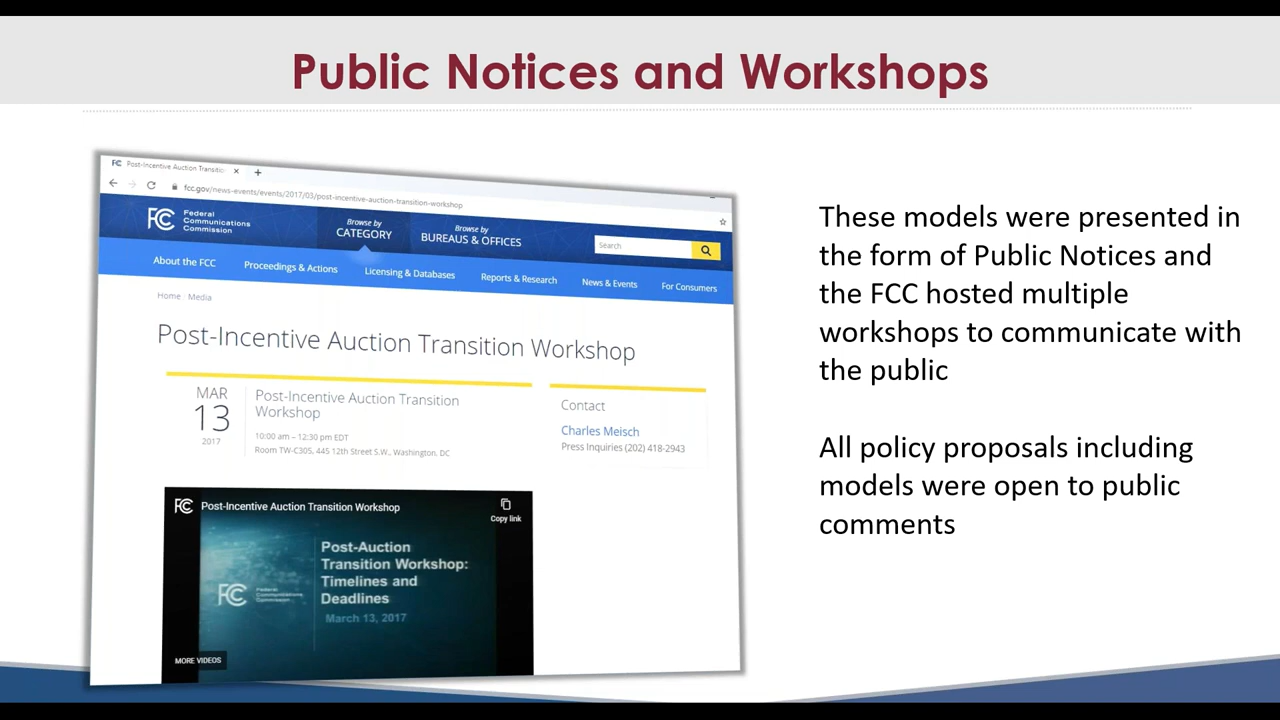 Public Notices and Workshops
Post-Incentive Auction Transitio
fcc.gov/news-events/events/2017/03/post-incentive-auction-transition-workshop
FC Federal Communications Commission
Browse by CATEGORY
Browse by BUREAUS & OFFICES
Search
About the FCC
Proceedings & Actions
Licensing & Databases
Reports & Research
News & Events
For Consumers
Home Media
Post-Incentive Auction Transition Workshop
MAR
13
2017
Post-Incentive Auction Transition
Workshop
10:00 am – 12:30 pm EDT
Room TW-C305, 445 12th Street S.W., Washington, DC
Contact
Charles Meisch
Press Inquiries (202) 418-2943
FC Post-Incentive Auction Transition Workshop
Copy link
Post-Auction
Transition Workshop:
Timelines and
Deadlines
March 13, 2017
FC Federal Communications Commission
MORE VIDEOS
These models were presented in
the form of Public Notices and
the FCC hosted multiple
workshops to communicate with
the public
All policy proposals including
models were open to public
comments